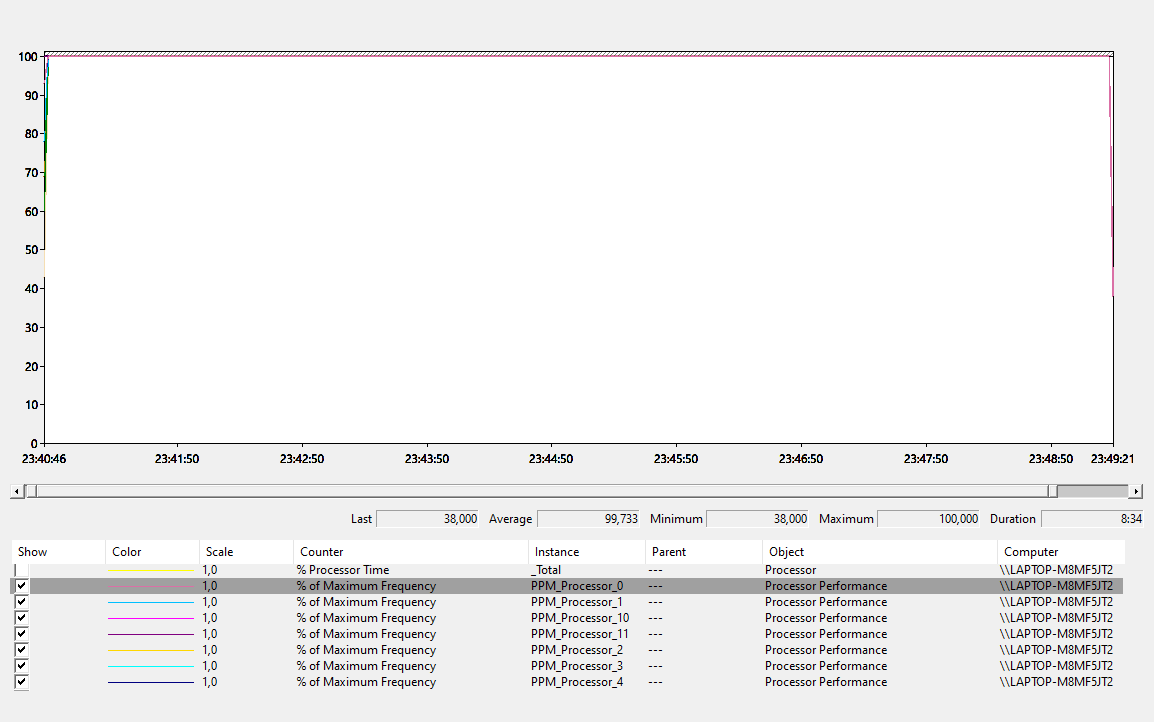 100
90
80
70
60
50
40
30
20
10
0
23:40:46 23:41:50 23:42:50 23:43:50 23:44:50 23:45:50 23:46:50 23:47:50 23:48:50 23:49:21
Last 38,000 Average 99,733 Minimum 38,000 Maximum 100,000 Duration 8:34
Show Color Scale Counter Instance Parent Object Computer
1,0 % Processor Time _Total --- Processor \\LAPTOP-M8MF5JT2
1,0 % of Maximum Frequency PPM_Processor_0 --- Processor Performance \\LAPTOP-M8MF5JT2
1,0 % of Maximum Frequency PPM_Processor_1 --- Processor Performance \\LAPTOP-M8MF5JT2
1,0 % of Maximum Frequency PPM_Processor_10 --- Processor Performance \\LAPTOP-M8MF5JT2
1,0 % of Maximum Frequency PPM_Processor_11 --- Processor Performance \\LAPTOP-M8MF5JT2
1,0 % of Maximum Frequency PPM_Processor_2 --- Processor Performance \\LAPTOP-M8MF5JT2
1,0 % of Maximum Frequency PPM_Processor_3 --- Processor Performance \\LAPTOP-M8MF5JT2
1,0 % of Maximum Frequency PPM_Processor_4 --- Processor Performance \\LAPTOP-M8MF5JT2